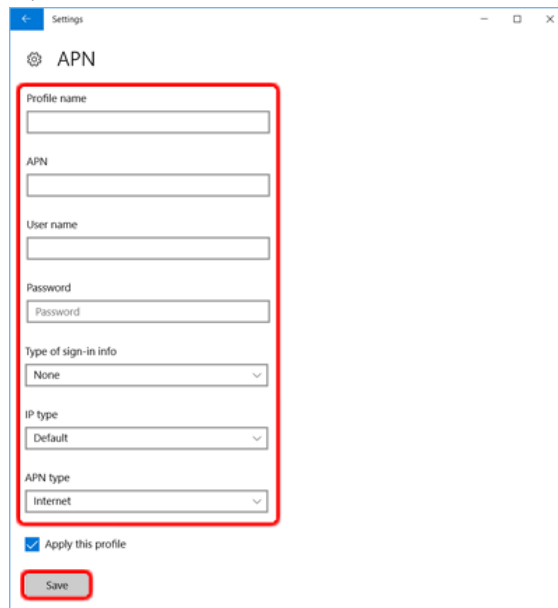 Settings
APN
Profile name
APN
User name
Password
Password
Type of sign-in info
None
IP type
Default
APN type
Internet
Apply this profile
Save